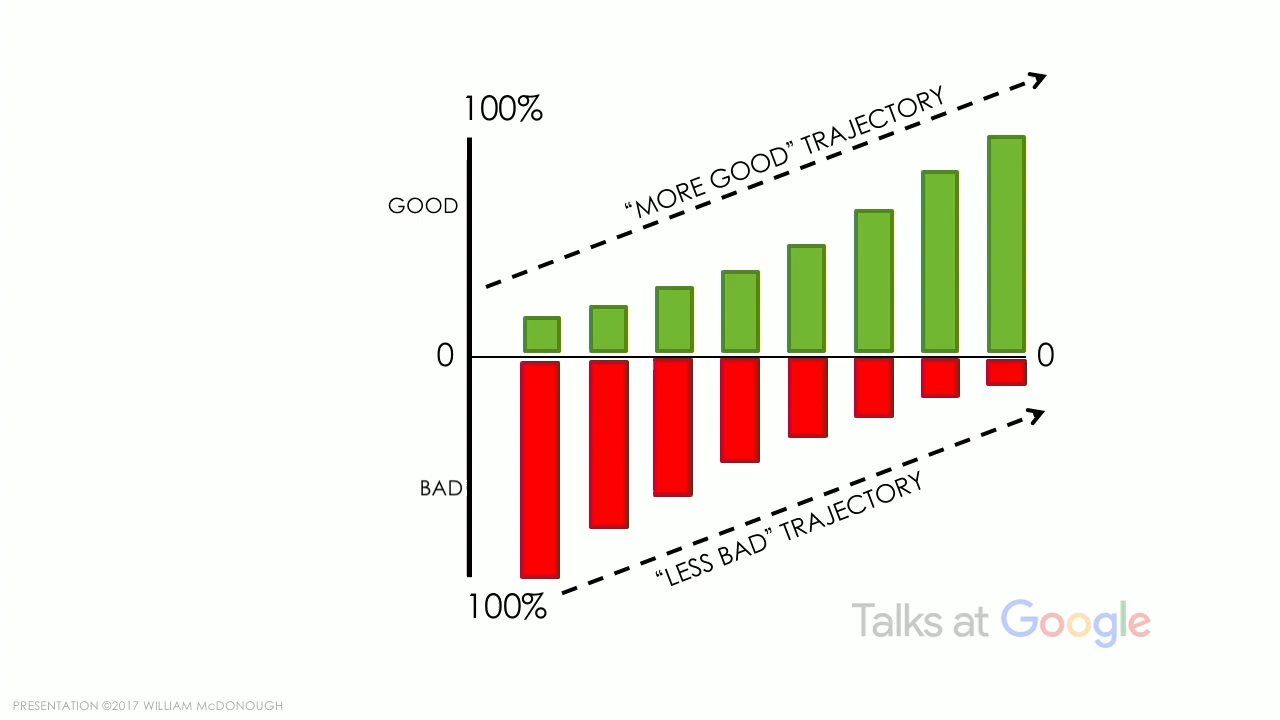 100%
“MORE GOOD” TRAJECTORY
GOOD
0
0
BAD
“LESS BAD” TRAJECTORY
100%
Talks at Google
PRESENTATION ©2017 WILLIAM McDONOUGH